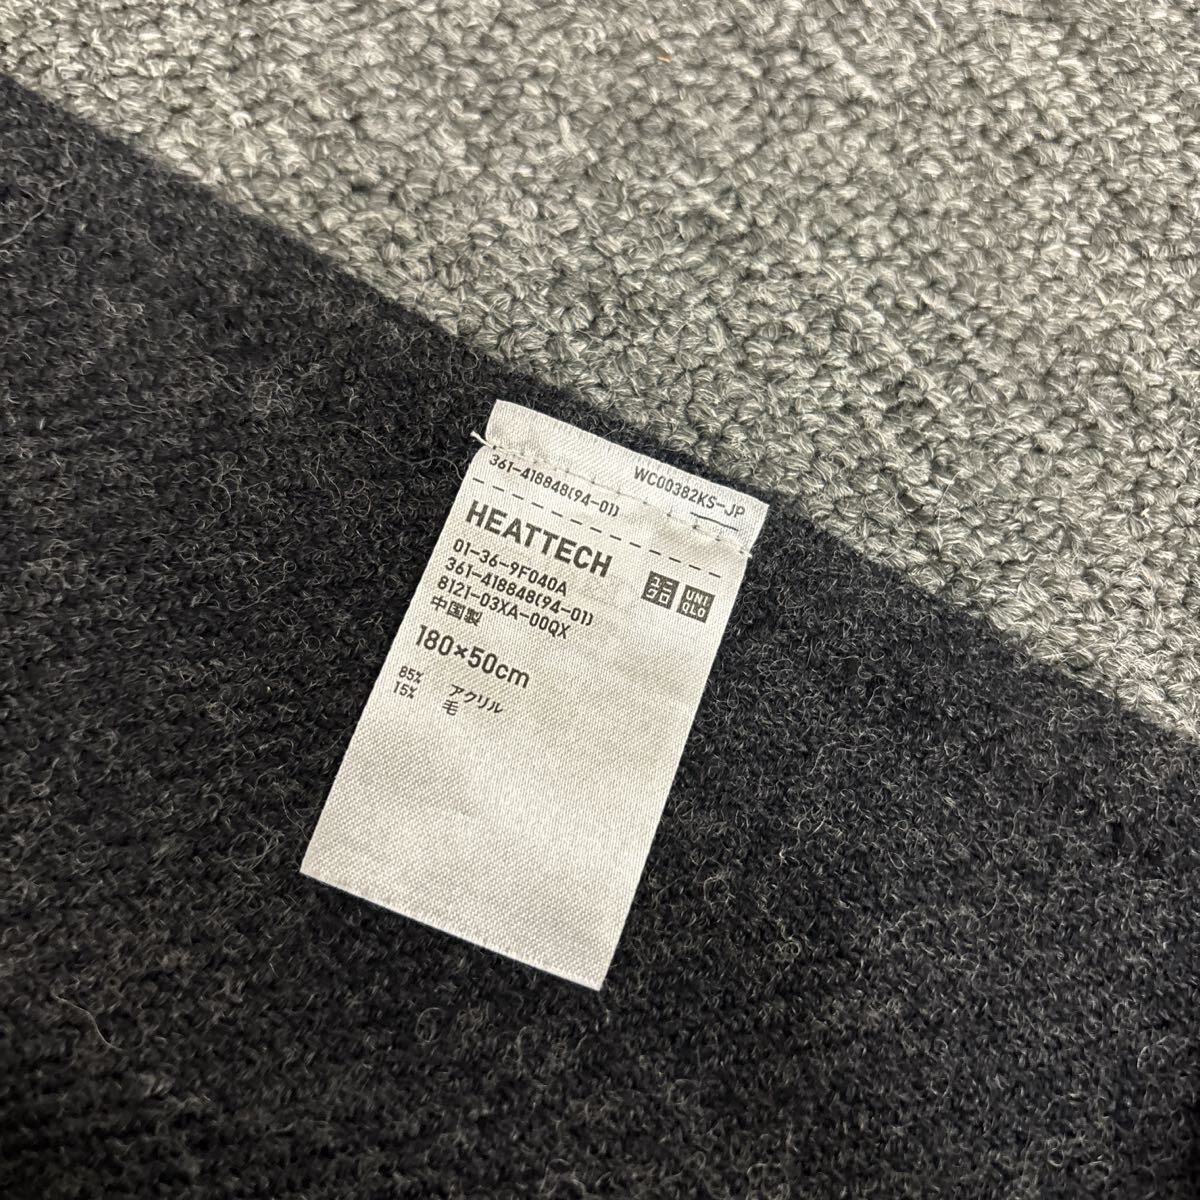 WC00382KS-JP
361-418848(94-01)
HEATTECH
01-36-9F040A
361-418848(94-01)
8121-03XA-00QX
中国製
ユニクロ
UNIQLO
180×50cm
85% アクリル
15% 毛